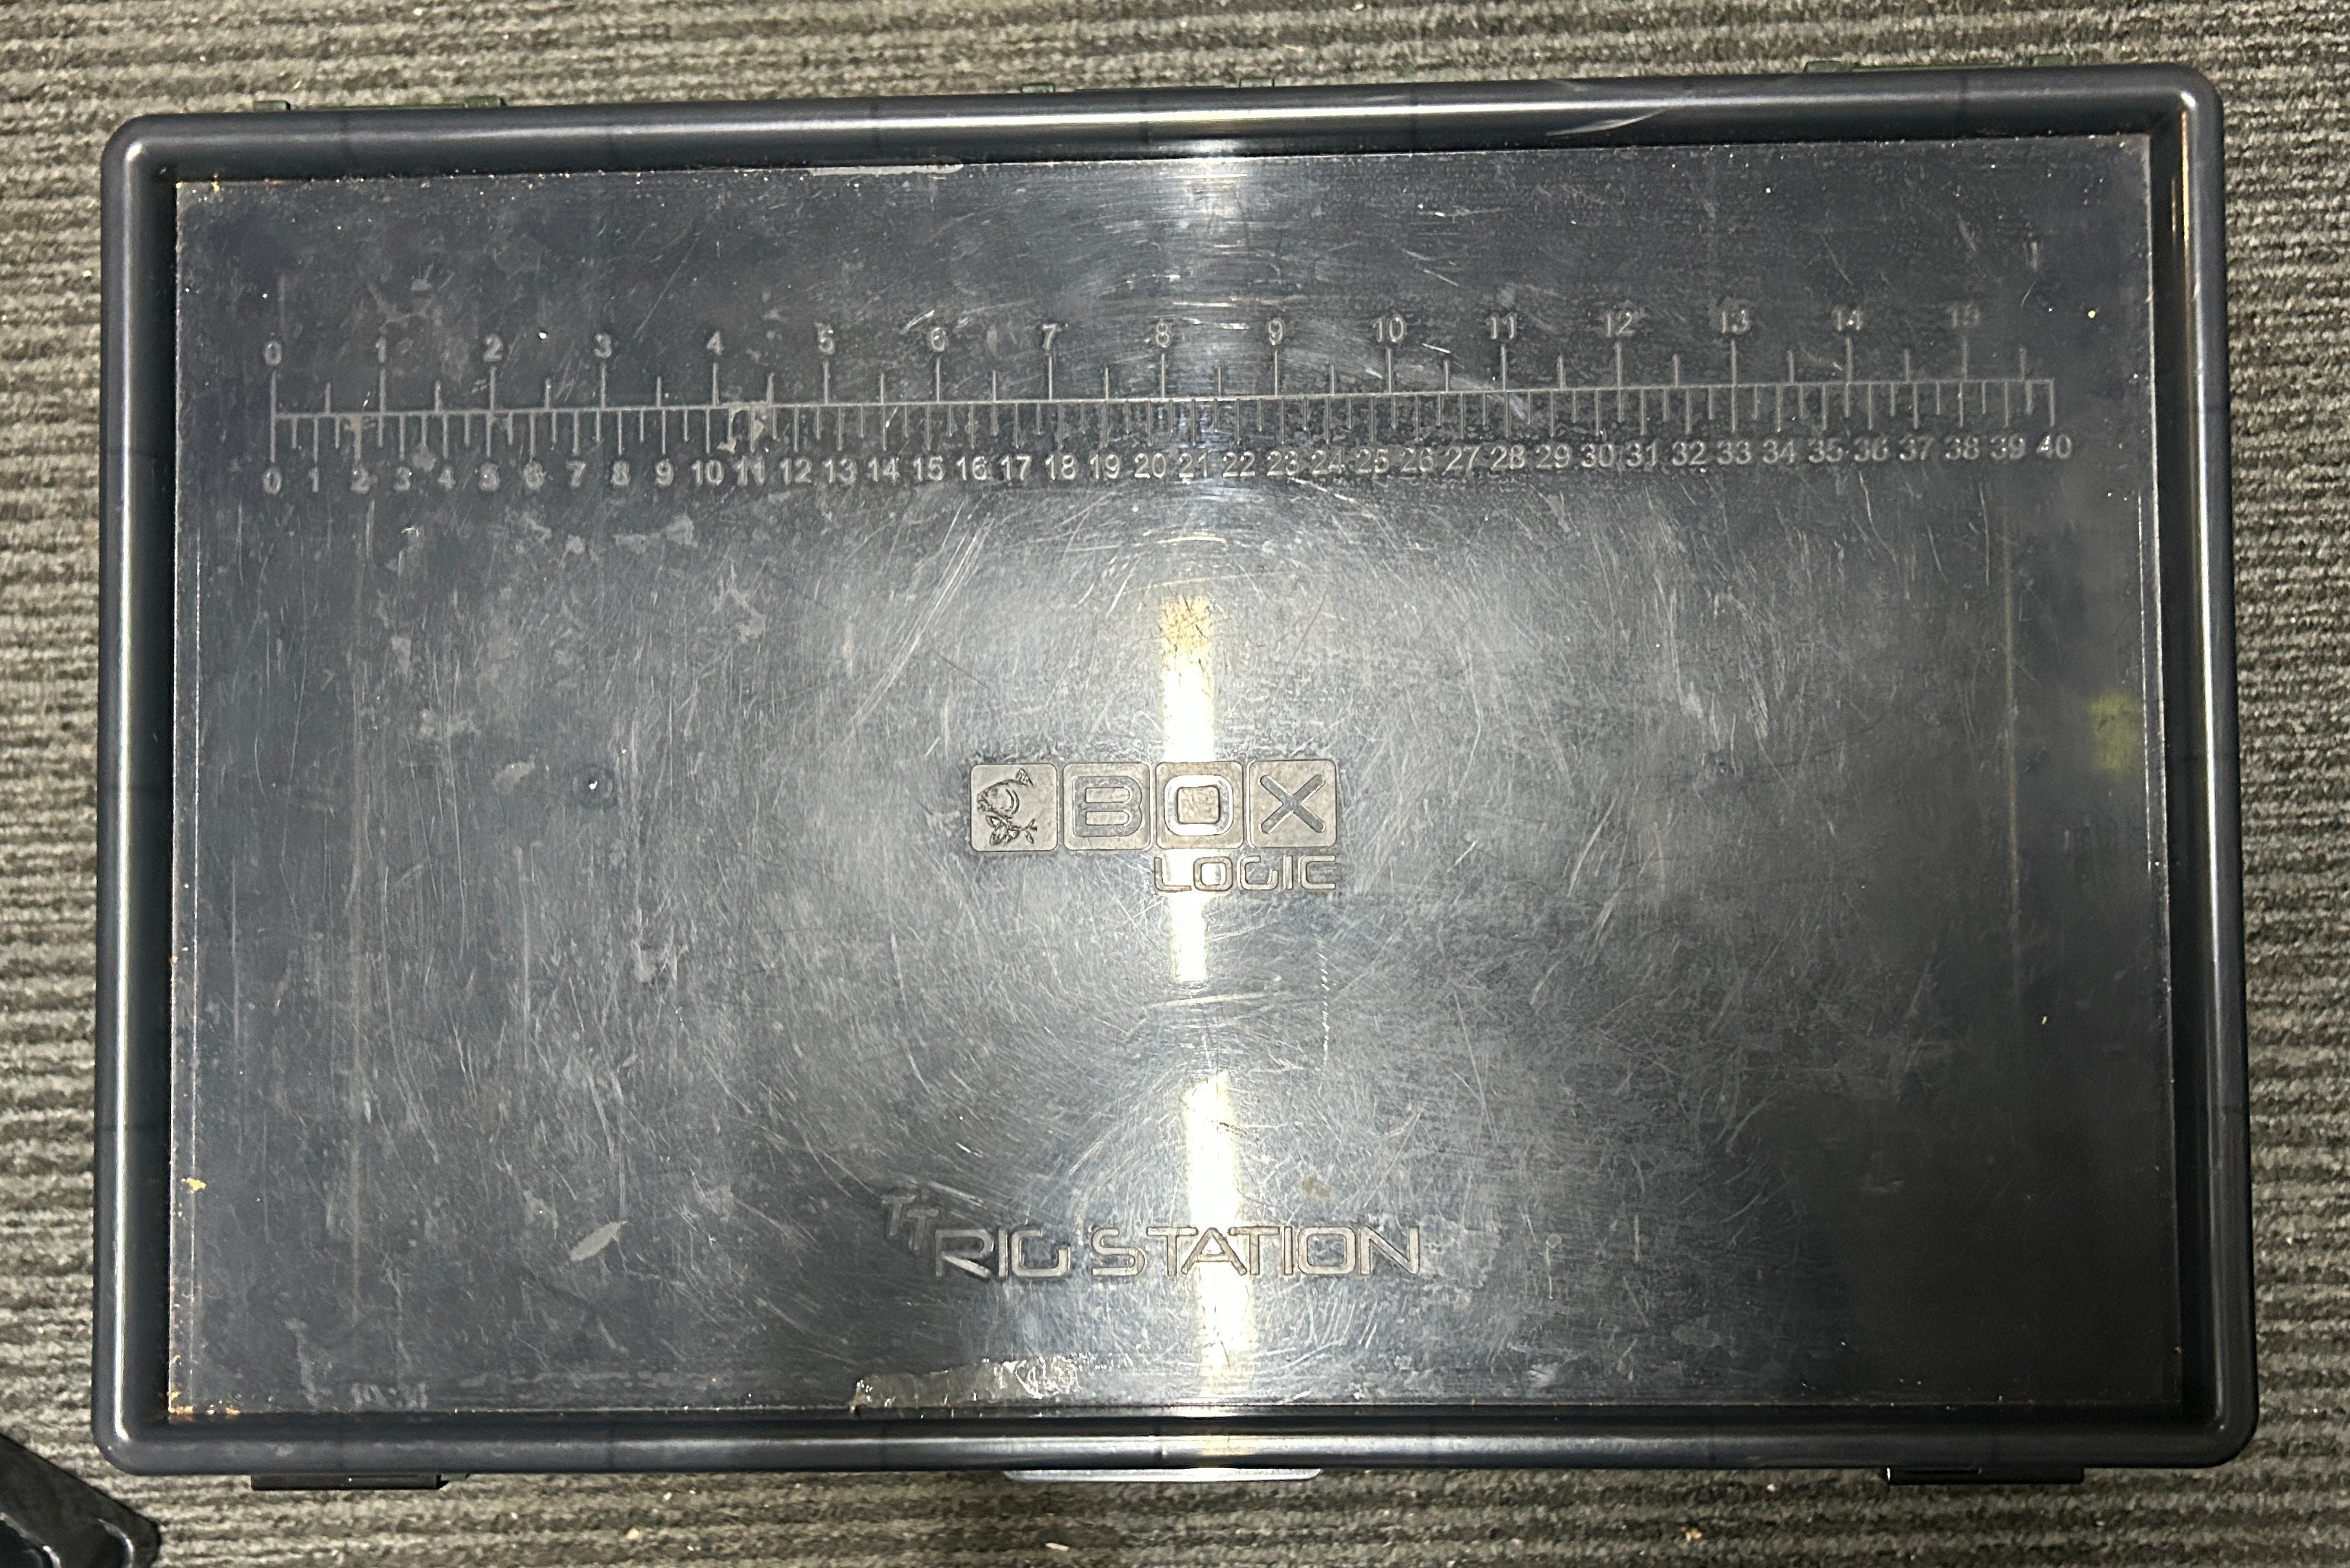 0 1 2 3 4 5 6 7 8 9 10 11 12 13 14 15
0 1 2 3 4 5 6 7 8 9 10 11 12 13 14 15 16 17 18 19 20 21 22 23 24 25 26 27 28 29 30 31 32 33 34 35 36 37 38 39 40
BOX
LOGIC
TT RIG STATION